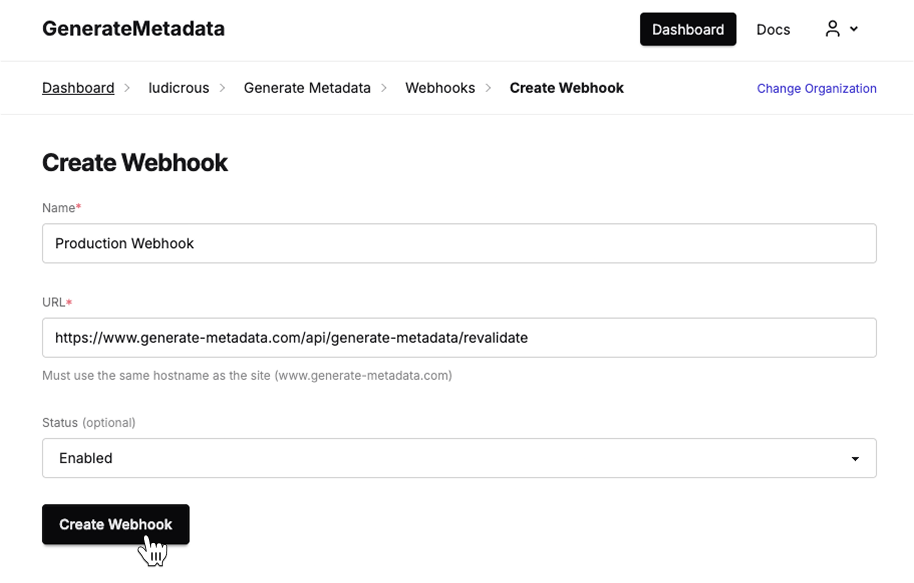 GenerateMetadata
Dashboard
Docs
Dashboard > ludicrous > Generate Metadata > Webhooks > Create Webhook
Change Organization
Create Webhook
Name*
Production Webhook
URL*
https://www.generate-metadata.com/api/generate-metadata/revalidate
Must use the same hostname as the site (www.generate-metadata.com)
Status (optional)
Enabled
Create Webhook